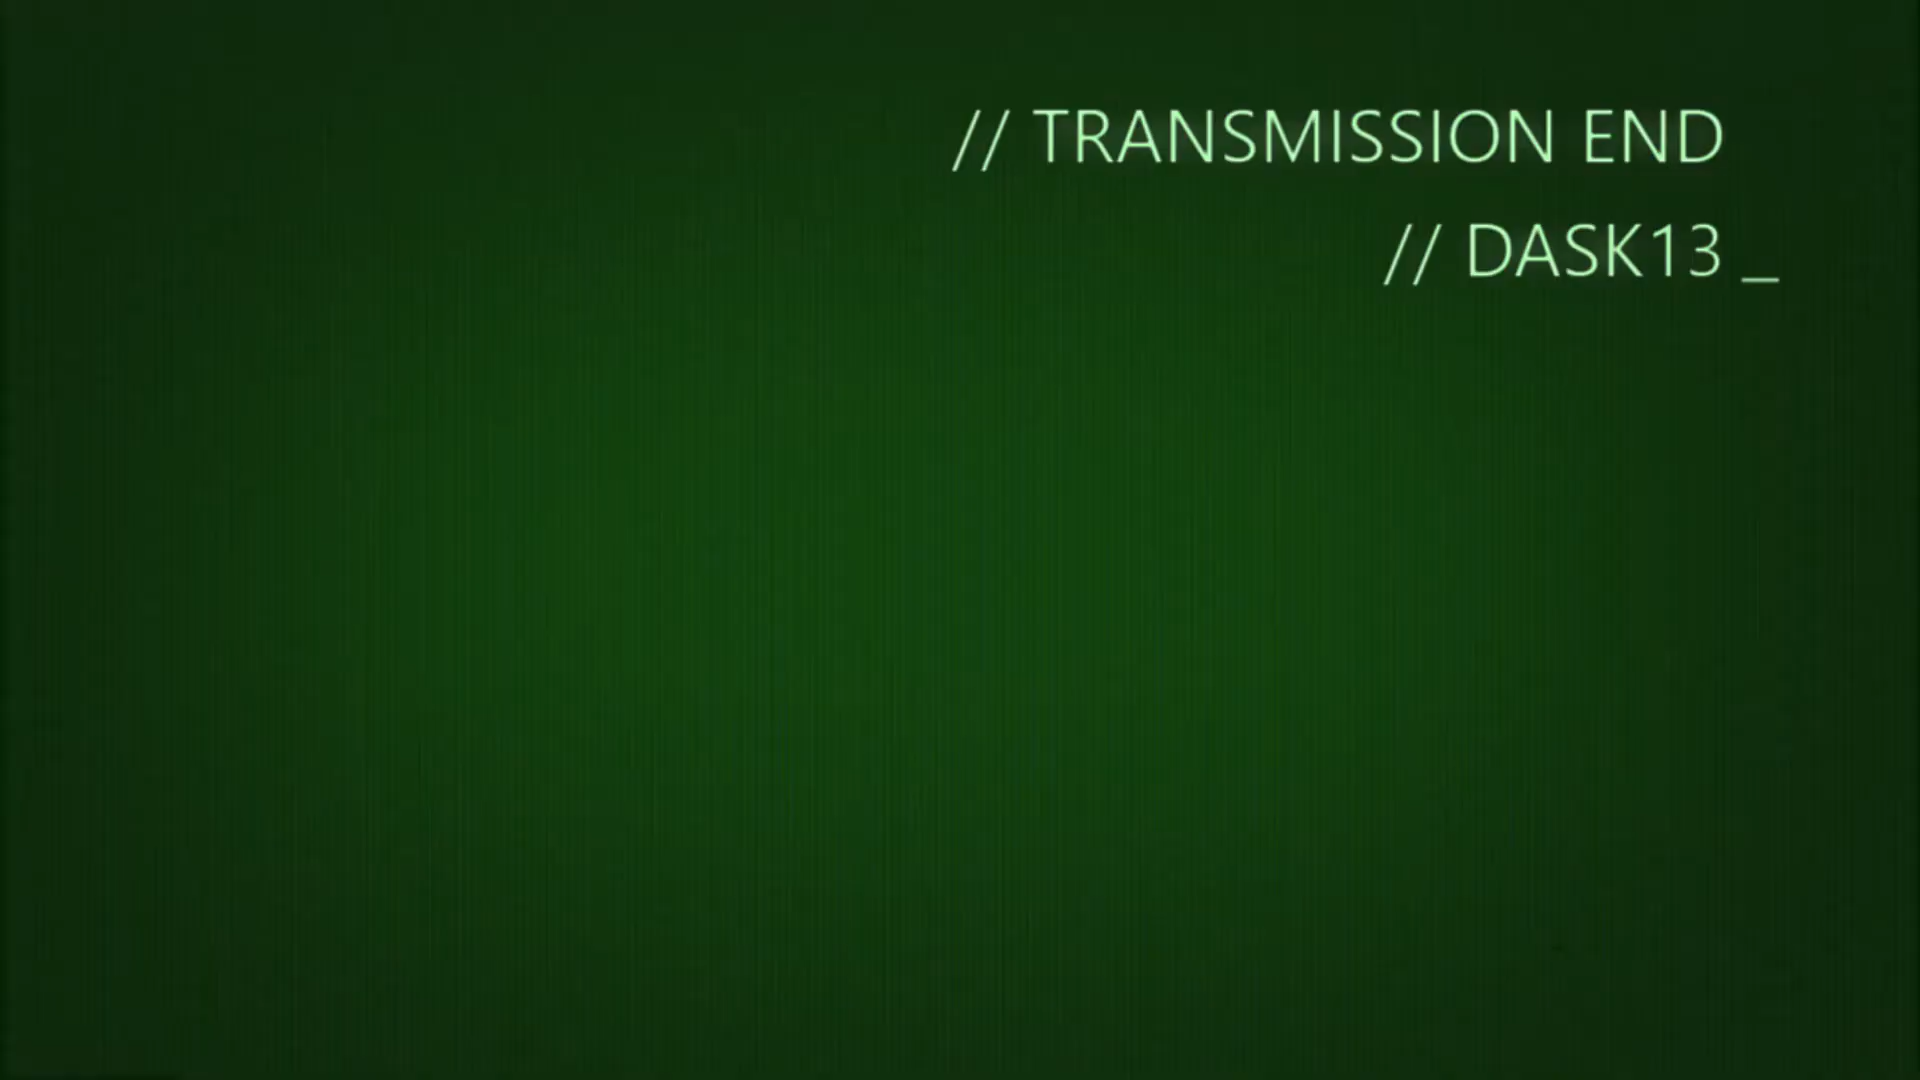 // TRANSMISSION END
// DASK13 _